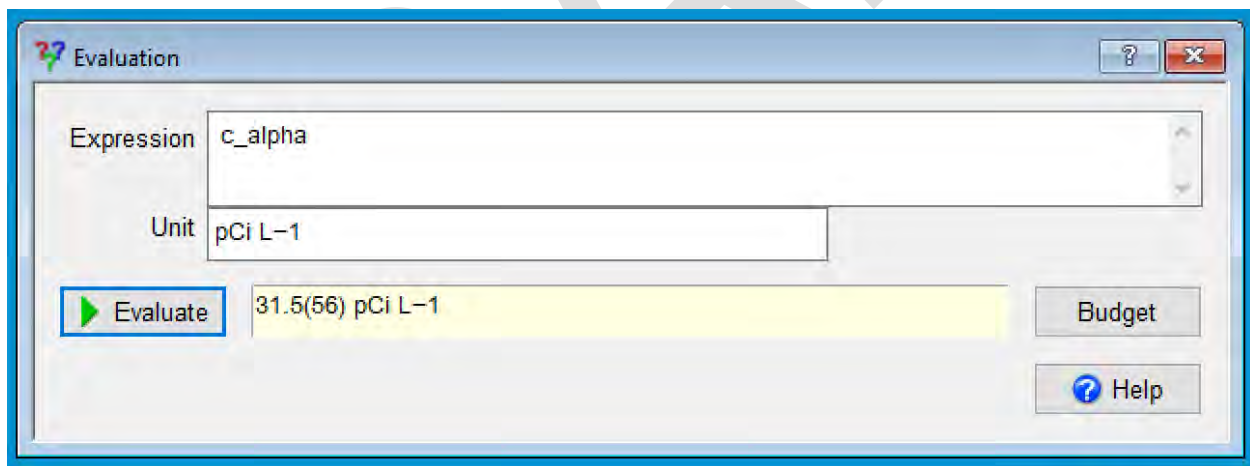 Evaluation
Expression c_alpha
Unit pCi L−1
Evaluate 31.5(56) pCi L−1 Budget
Help